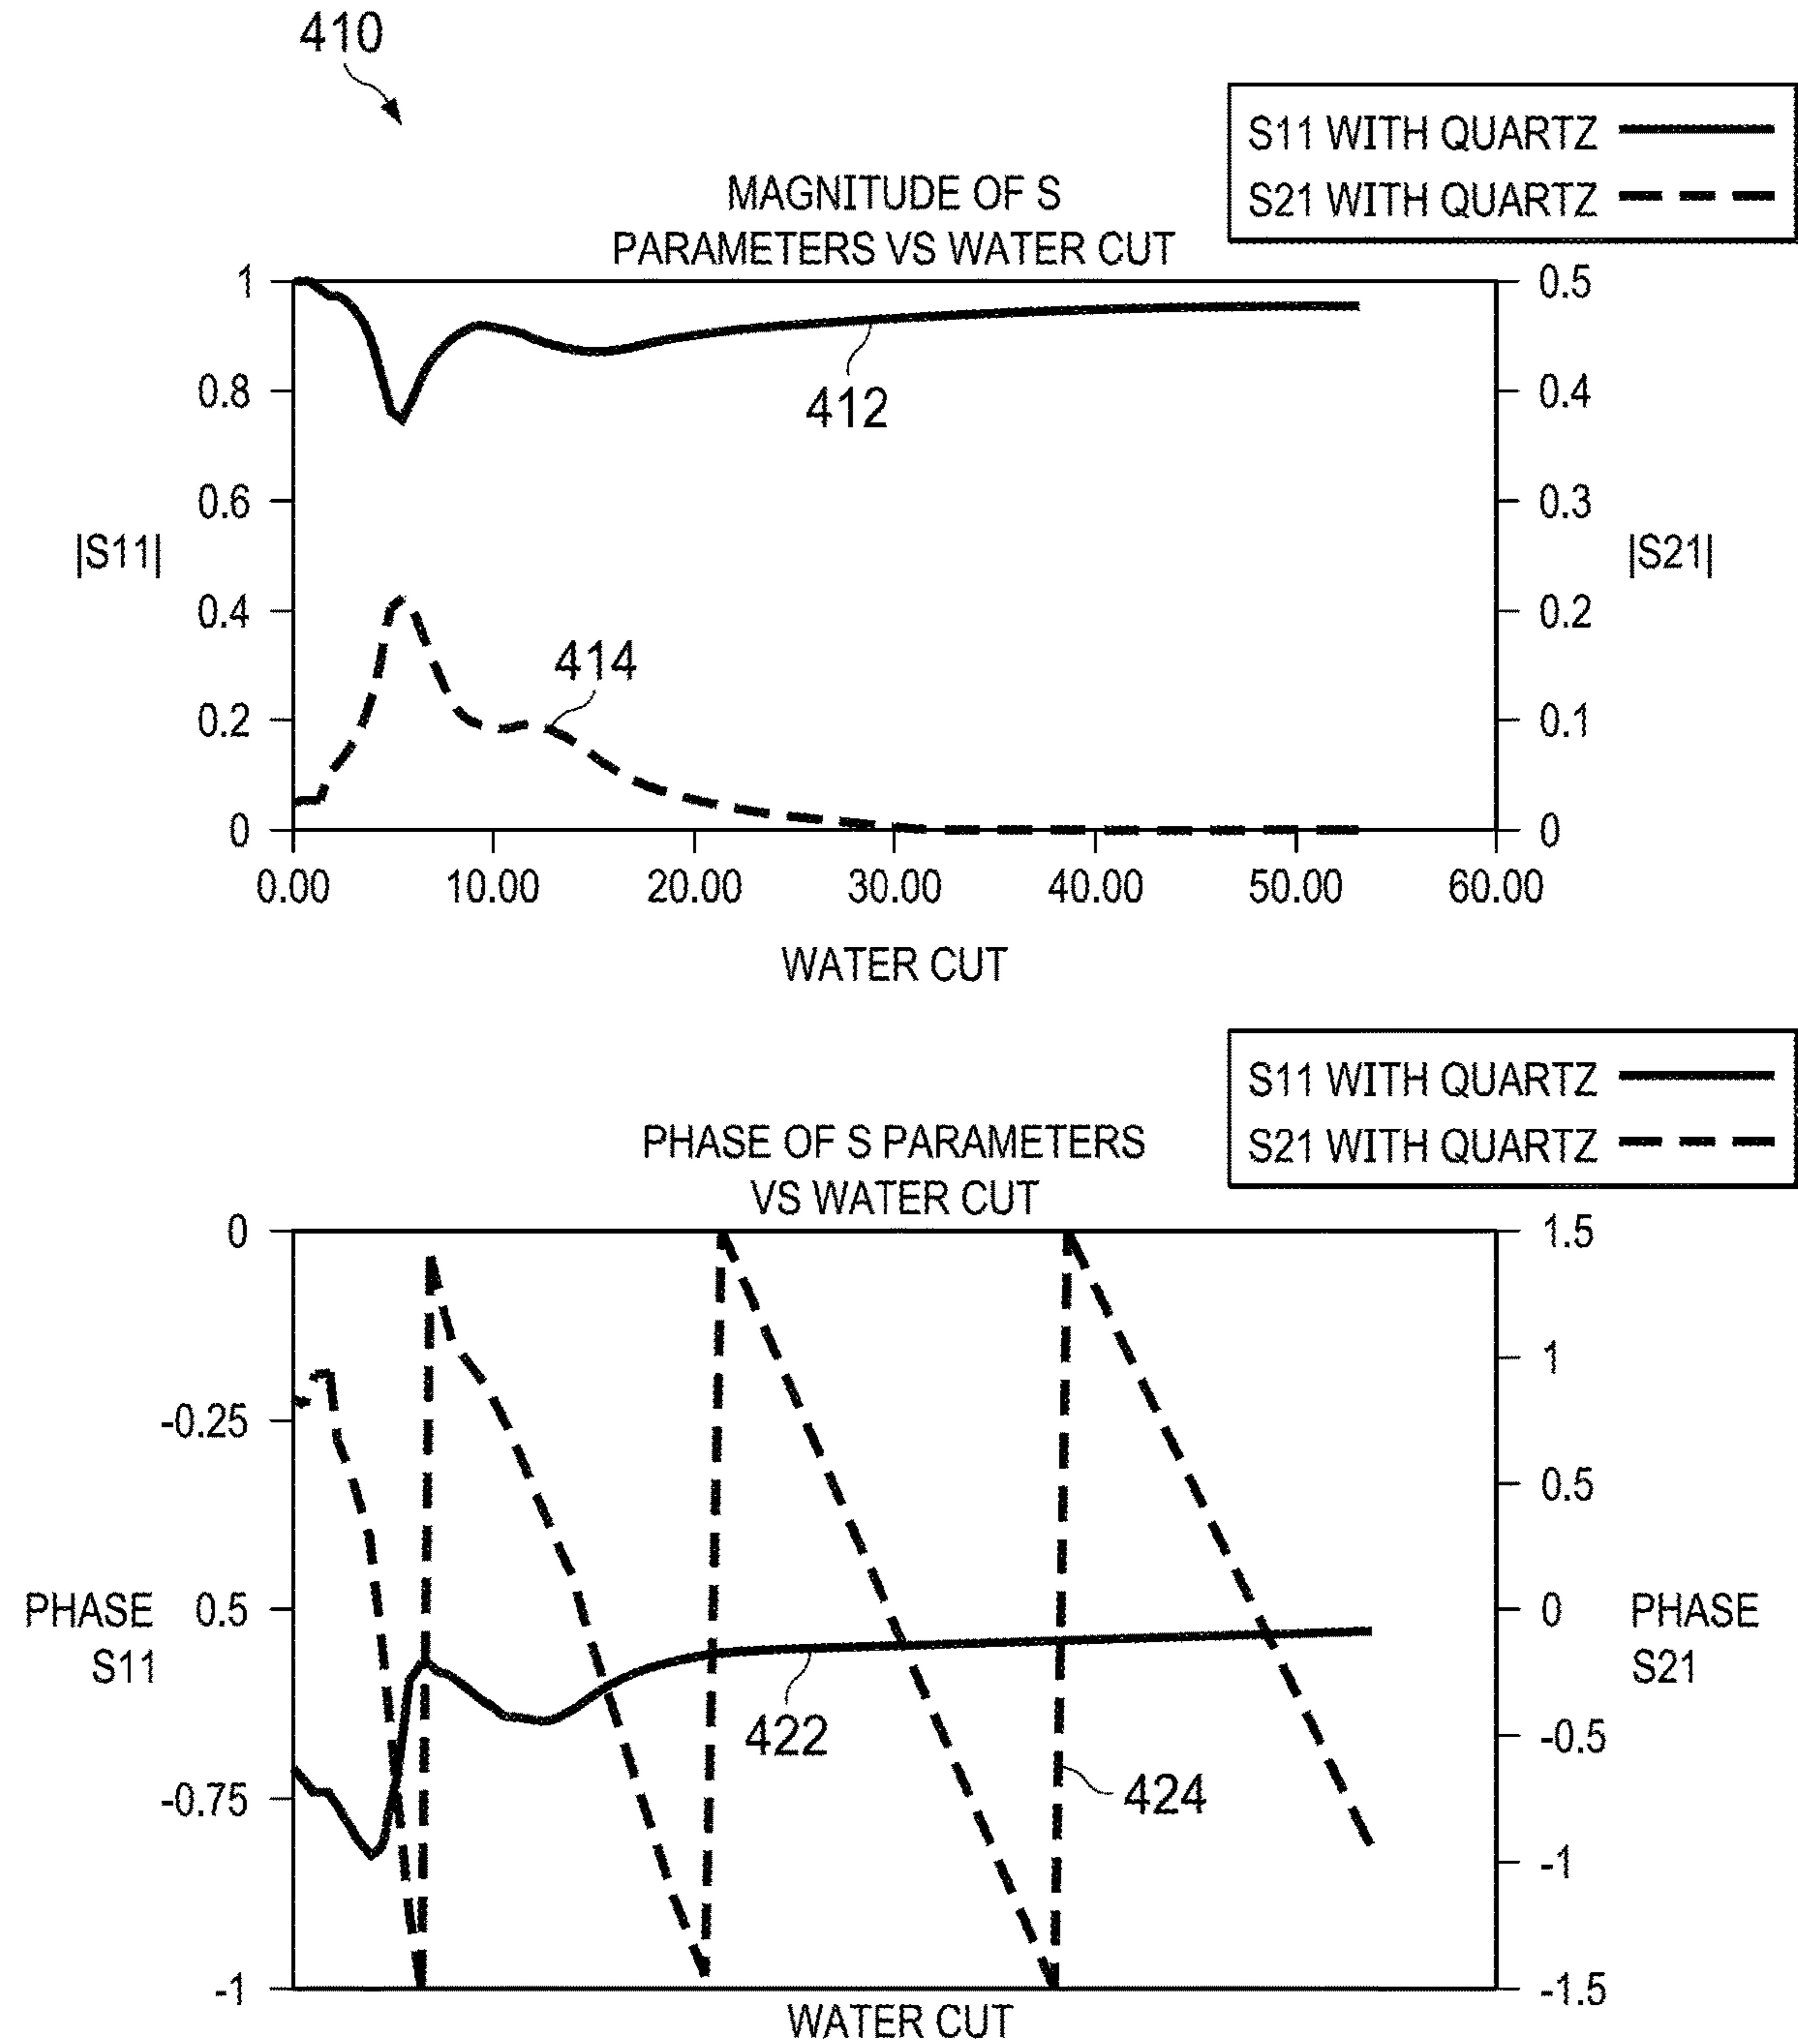 410
S11 WITH QUARTZ
S21 WITH QUARTZ
MAGNITUDE OF S
PARAMETERS VS WATER CUT
1
0.8
0.6
0.4
0.2
0
|S11|
0.5
0.4
0.3
0.2
0.1
0
|S21|
412
414
0.00 10.00 20.00 30.00 40.00 50.00 60.00
WATER CUT
S11 WITH QUARTZ
S21 WITH QUARTZ
PHASE OF S PARAMETERS
VS WATER CUT
0
-0.25
0.5
-0.75
-1
PHASE
S11
1.5
1
0.5
0
-0.5
-1
-1.5
PHASE
S21
422
424
WATER CUT